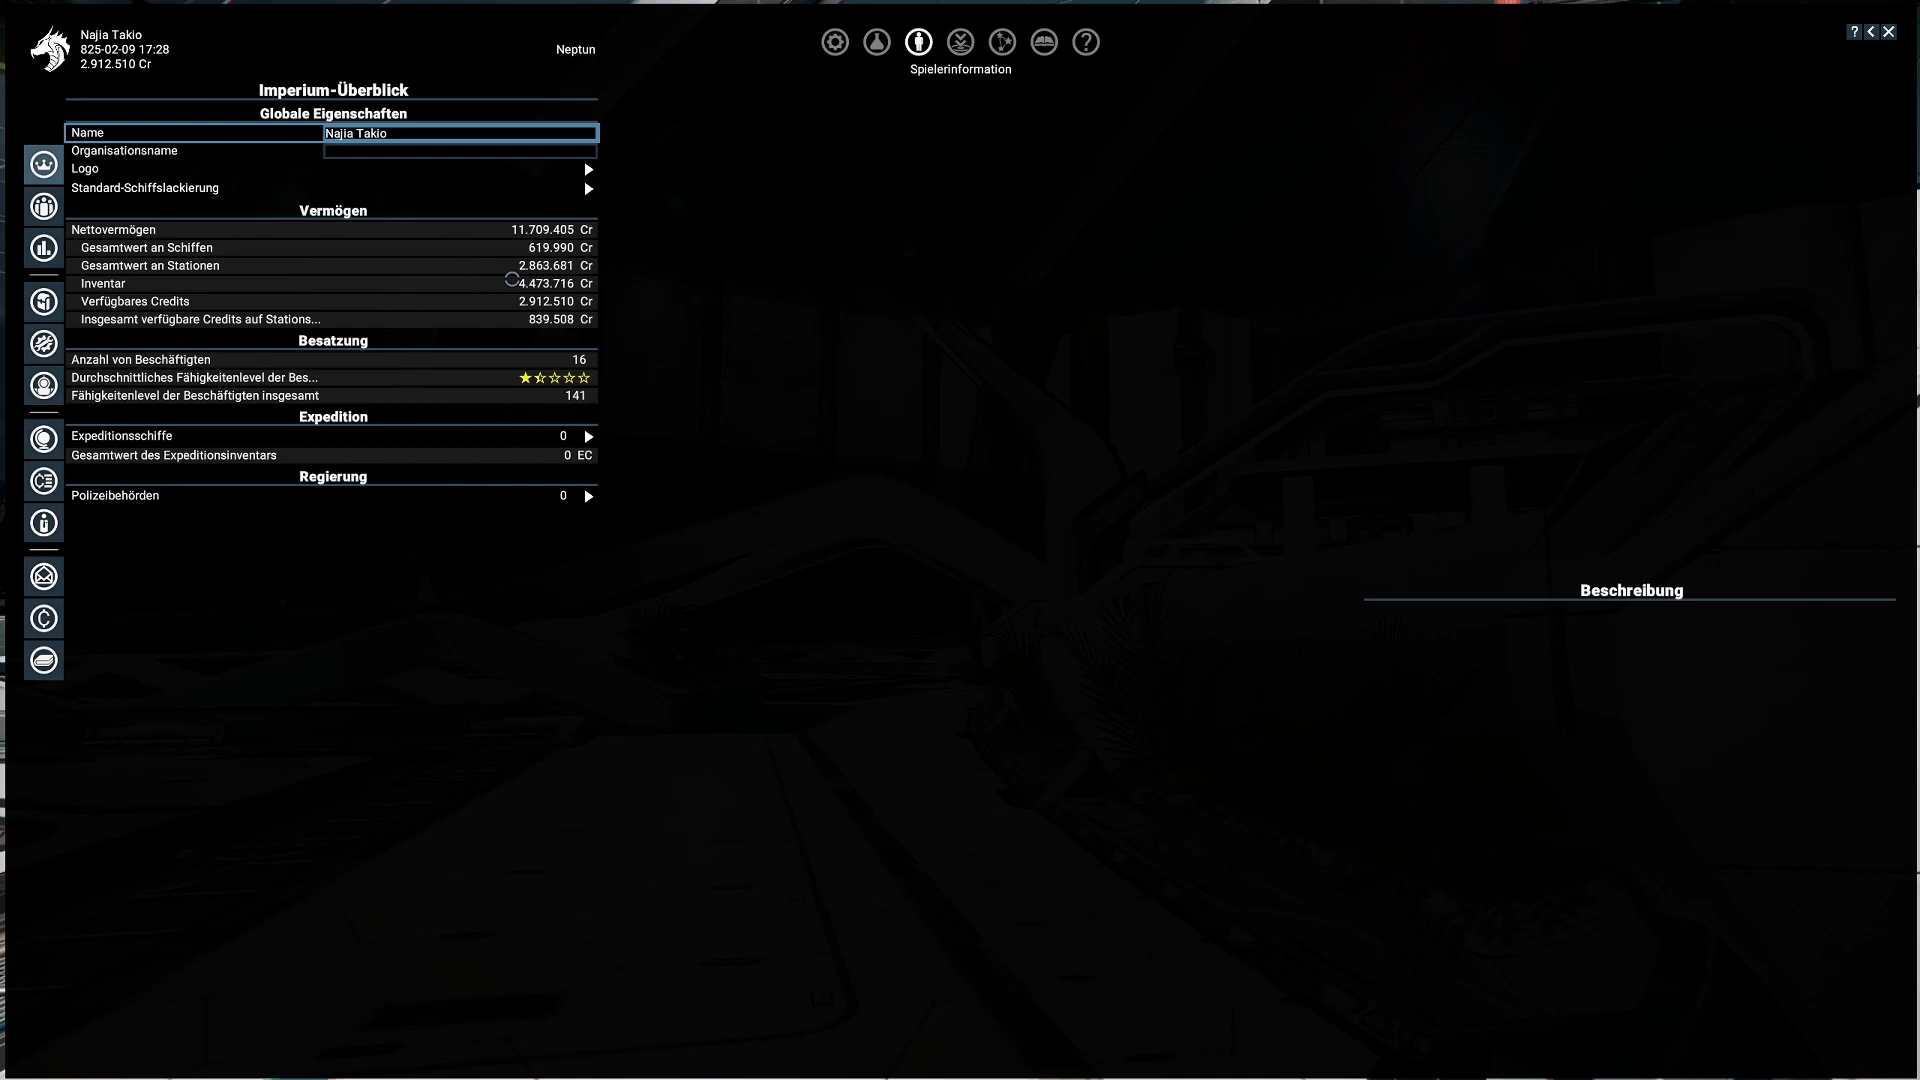 Najia Takio
825-02-09 17:28
2.912.510 Cr
Neptun
Spielerinformation
? < X
Imperium-Überblick
Globale Eigenschaften
Name Najia Takio
Organisationsname
Logo
Standard-Schiffslackierung
Vermögen
Nettovermögen 11.709.405 Cr
Gesamtwert an Schiffen 619.990 Cr
Gesamtwert an Stationen 2.863.681 Cr
Inventar 4.473.716 Cr
Verfügbares Credits 2.912.510 Cr
Insgesamt verfügbare Credits auf Stations... 839.508 Cr
Besatzung
Anzahl von Beschäftigten 16
Durchschnittliches Fähigkeitenlevel der Bes...
Fähigkeitenlevel der Beschäftigten insgesamt 141
Expedition
Expeditionsschiffe 0
Gesamtwert des Expeditionsinventars 0 EC
Regierung
Polizeibehörden 0
Beschreibung